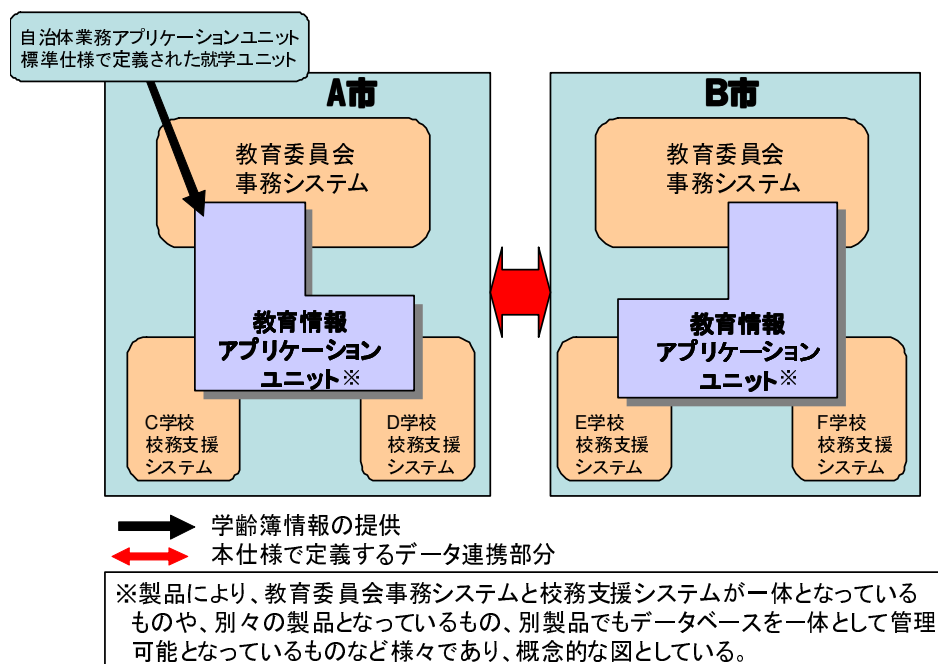 自治体業務アプリケーションユニット
標準仕様で定義された就学ユニット
A市
教育委員会
事務システム
教育情報
アプリケーション
ユニット※
C学校
校務支援
システム
D学校
校務支援
システム
B市
教育委員会
事務システム
教育情報
アプリケーション
ユニット※
E学校
校務支援
システム
F学校
校務支援
システム
学齢簿情報の提供
本仕様で定義するデータ連携部分
※製品により、教育委員会事務システムと校務支援システムが一体となっている
ものや、別々の製品となっているもの、別製品でもデータベースを一体として管理
可能となっているものなど様々であり、概念的な図としている。